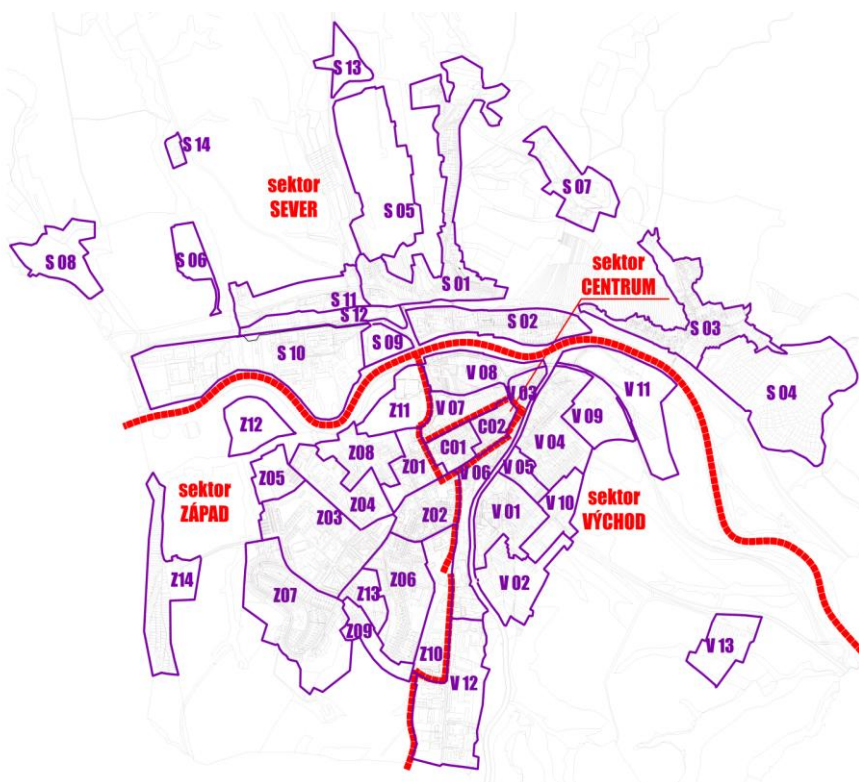 S 13
S 14
sektor
SEVER
S 07
S 05
S 08
S 06
sektor
CENTRUM
S 01
S 11
S 12
S 02
S 03
S 09
S 10
V 08
S 04
V 11
V 03
Z11
V 07
Z12
V 09
C02
C01
V 04
Z08
Z01
V 06
V 05
Z05
sektor
ZÁPAD
Z04
V 10
sektor
VÝCHOD
Z03
Z02
V 01
Z06
Z14
V 02
Z07
Z13
Z09
V 13
Z10
V 12